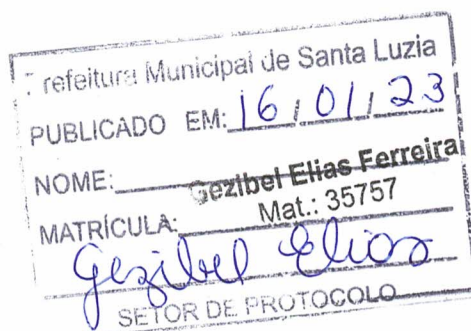 Prefeitura Municipal de Santa Luzia
PUBLICADO EM: 16/01/23
NOME: Gezibel Elias Ferreira
MATRÍCULA: Mat.: 35757
Gezibel Elias
SETOR DE PROTOCOLO